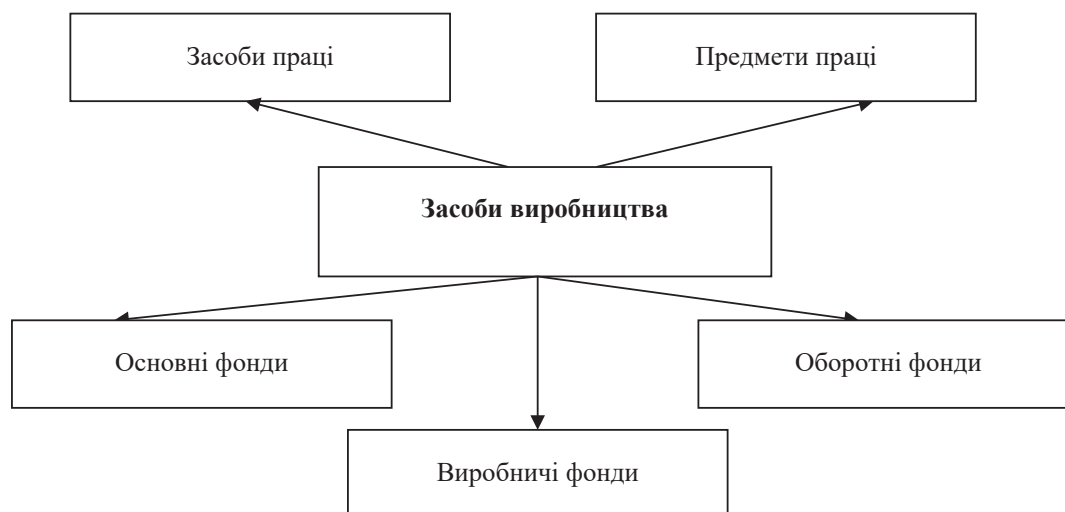 Засоби праці
Предмети праці
Засоби виробництва
Основні фонди
Оборотні фонди
Виробничі фонди